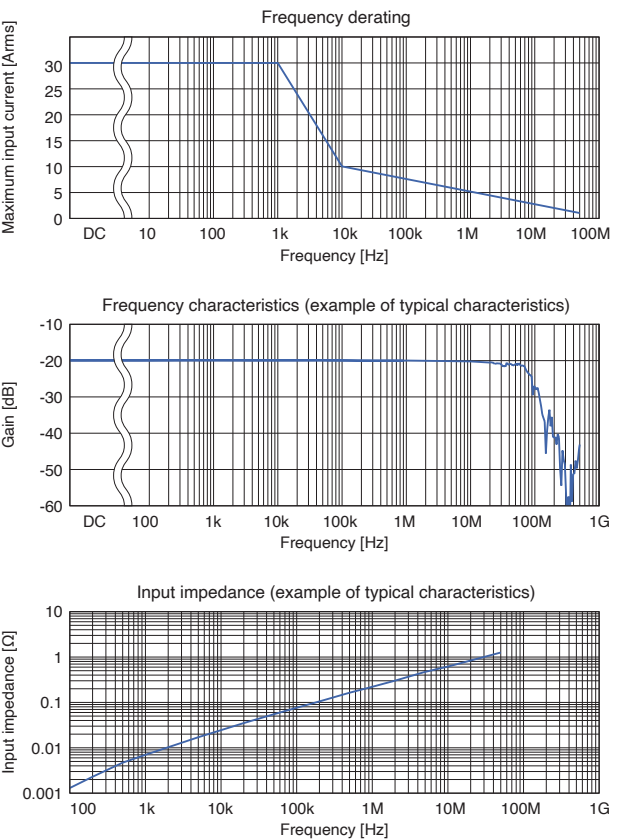 Frequency derating
Maximum input current [Arms]
30
25
20
15
10
5
0
DC 10 100 1k 10k 100k 1M 10M 100M
Frequency [Hz]
Frequency characteristics (example of typical characteristics)
Gain [dB]
-10
-20
-30
-40
-50
-60
DC 100 1k 10k 100k 1M 10M 100M 1G
Frequency [Hz]
Input impedance (example of typical characteristics)
Input impedance [Ω]
10
1
0.1
0.01
0.001
100 1k 10k 100k 1M 10M 100M 1G
Frequency [Hz]